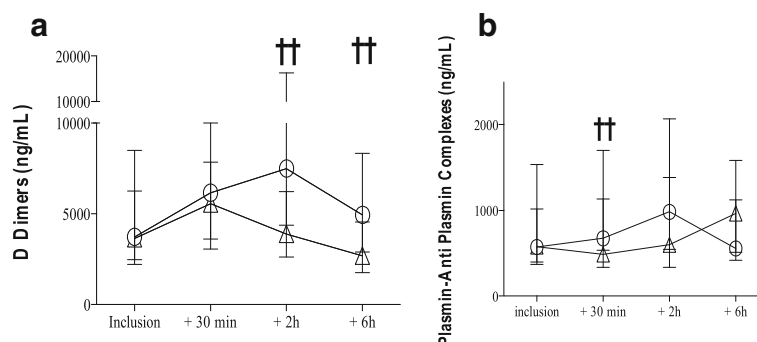 a
††
††
20000
10000
10000
5000
0
D Dimers (ng/mL)
Inclusion
+ 30 min
+ 2h
+ 6h
b
††
2000
1000
0
Plasmin-Anti Plasmin Complexes (ng/mL)
inclusion
+ 30 min
+ 2h
+ 6h